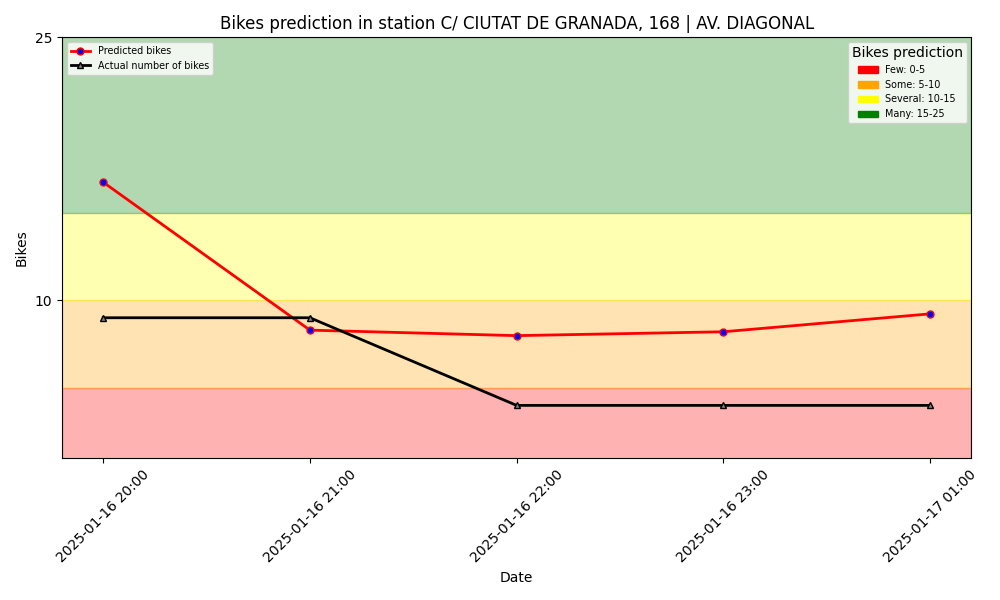 Bikes prediction in station C/ CIUTAT DE GRANADA, 168 | AV. DIAGONAL
25
Predicted bikes
Actual number of bikes
Bikes prediction
Few: 0-5
Some: 5-10
Several: 10-15
Many: 15-25
Bikes
10
2025-01-16 20:00
2025-01-16 21:00
2025-01-16 22:00
2025-01-16 23:00
2025-01-17 01:00
Date